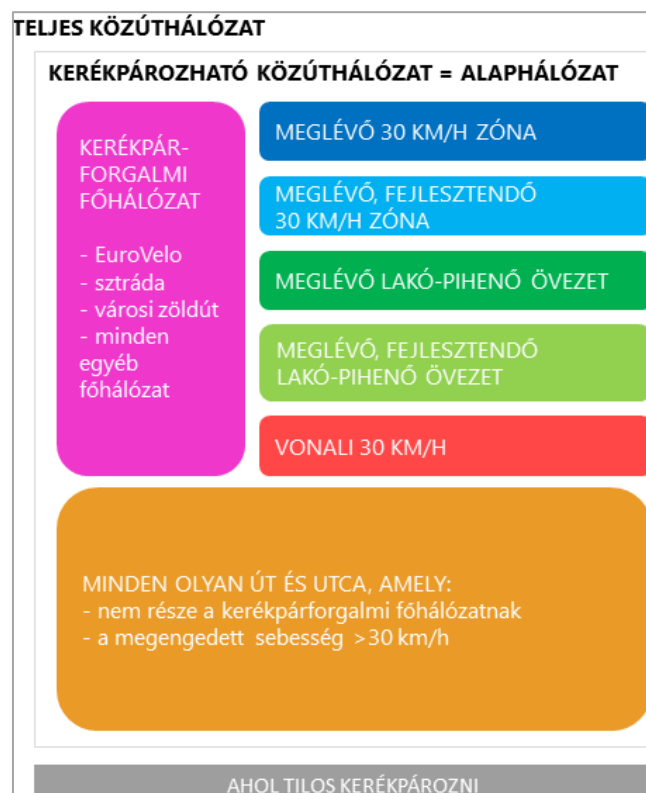 TELJES KÖZÚTHÁLÓZAT
KERÉKPÁROZHATÓ KÖZÚTHÁLÓZAT = ALAPHÁLÓZAT
KERÉKPÁR-
FORGALMI
FŐHÁLÓZAT
- EuroVelo
- sztráda
- városi zöldút
- minden
egyéb
főhálózat
MEGLÉVŐ 30 KM/H ZÓNA
MEGLÉVŐ, FEJLESZTENDŐ
30 KM/H ZÓNA
MEGLÉVŐ LAKÓ-PIHENŐ ÖVEZET
MEGLÉVŐ, FEJLESZTENDŐ
LAKÓ-PIHENŐ ÖVEZET
VONALI 30 KM/H
MINDEN OLYAN ÚT ÉS UTCA, AMELY:
- nem része a kerékpárforgalmi főhálózatnak
- a megengedett sebesség >30 km/h
AHOL TILOS KERÉKPÁROZNI